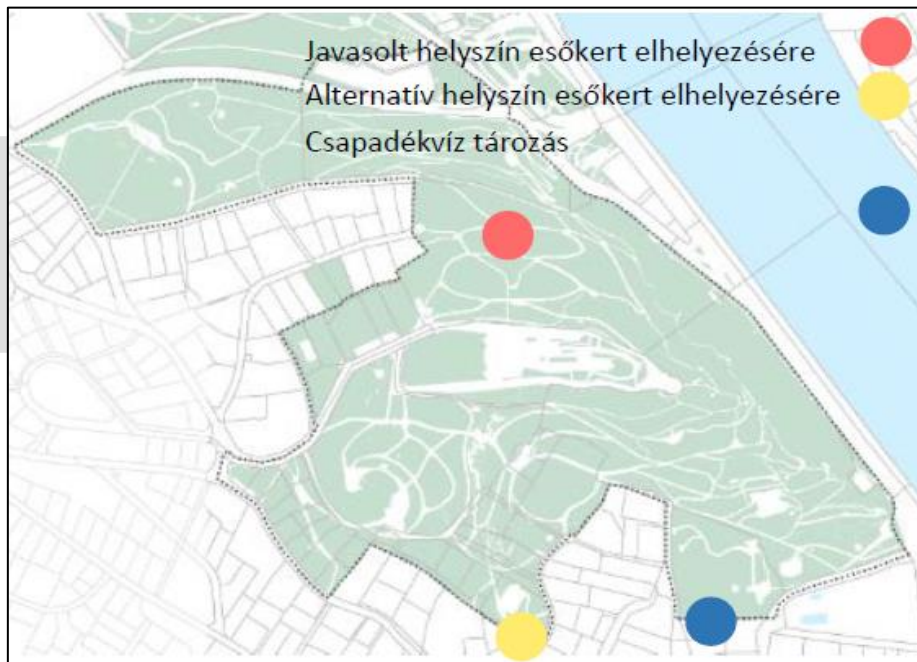 Javasolt helyszín esőkert elhelyezésére
Alternatív helyszín esőkert elhelyezésére
Csapadékvíz tározás